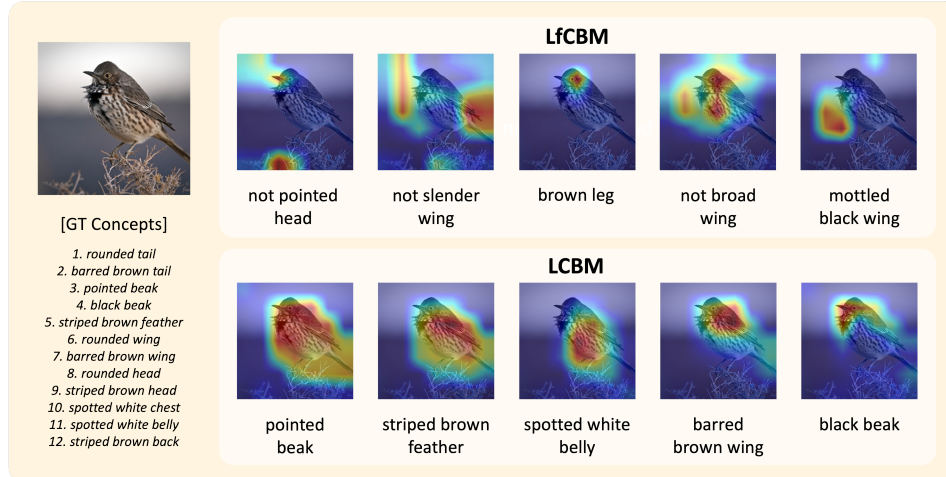 LfCBM
not pointed
head
not slender
wing
brown leg
not broad
wing
mottled
black wing
[GT Concepts]
1. rounded tail
2. barred brown tail
3. pointed beak
4. black beak
5. striped brown feather
6. rounded wing
7. barred brown wing
8. rounded head
9. striped brown head
10. spotted white chest
11. spotted white belly
12. striped brown back
LCBM
pointed
beak
striped brown
feather
spotted white
belly
barred
brown wing
black beak